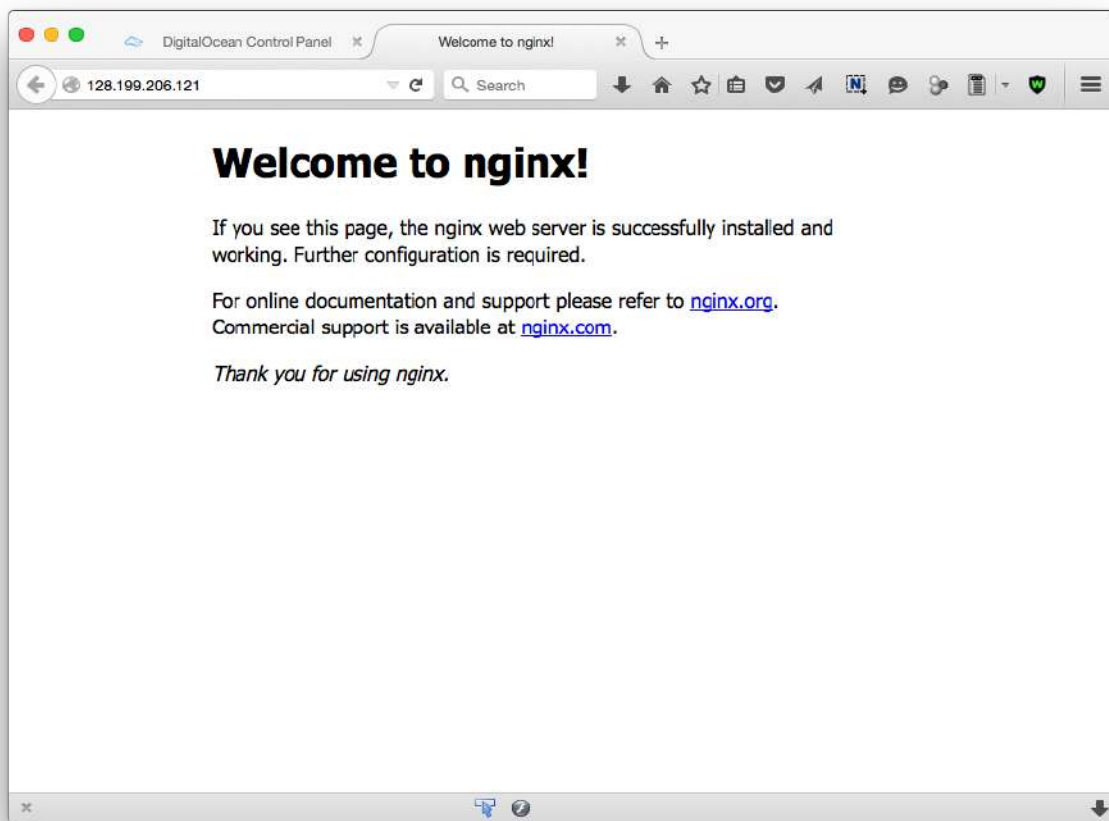 DigitalOcean Control Panel
Welcome to nginx!
128.199.206.121
Search
Welcome to nginx!
If you see this page, the nginx web server is successfully installed and
working. Further configuration is required.
For online documentation and support please refer to nginx.org.
Commercial support is available at nginx.com.
Thank you for using nginx.